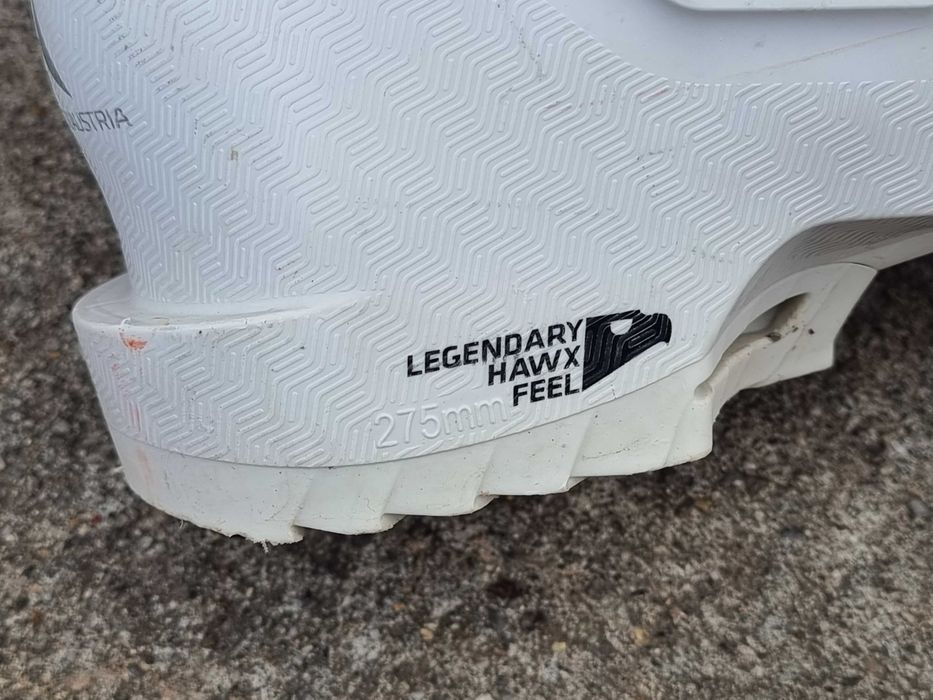 AUSTRIA
LEGENDARY
HAWX
FEEL
275mm